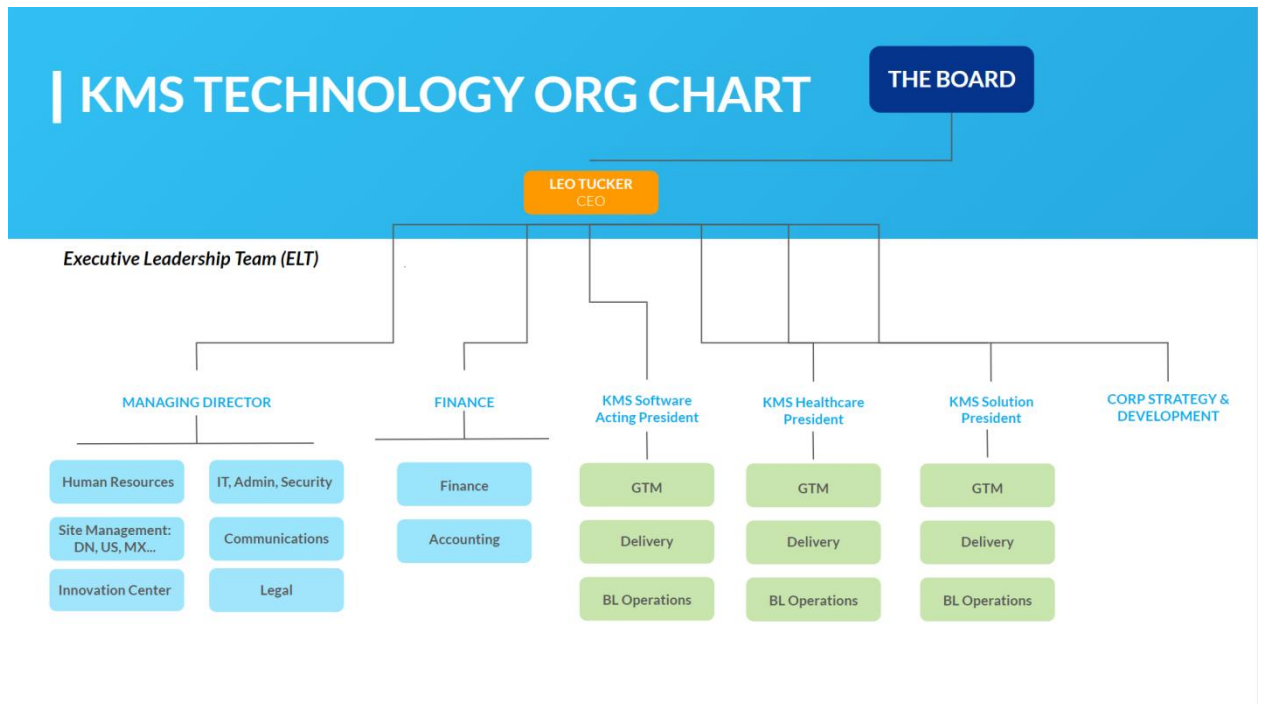 | KMS TECHNOLOGY ORG CHART
THE BOARD
LEO TUCKER
CEO
Executive Leadership Team (ELT)
MANAGING DIRECTOR
Human Resources
IT, Admin, Security
Site Management:
DN, US, MX...
Communications
Innovation Center
Legal
FINANCE
Finance
Accounting
KMS Software
Acting President
GTM
Delivery
BL Operations
KMS Healthcare
President
GTM
Delivery
BL Operations
KMS Solution
President
GTM
Delivery
BL Operations
CORP STRATEGY &
DEVELOPMENT